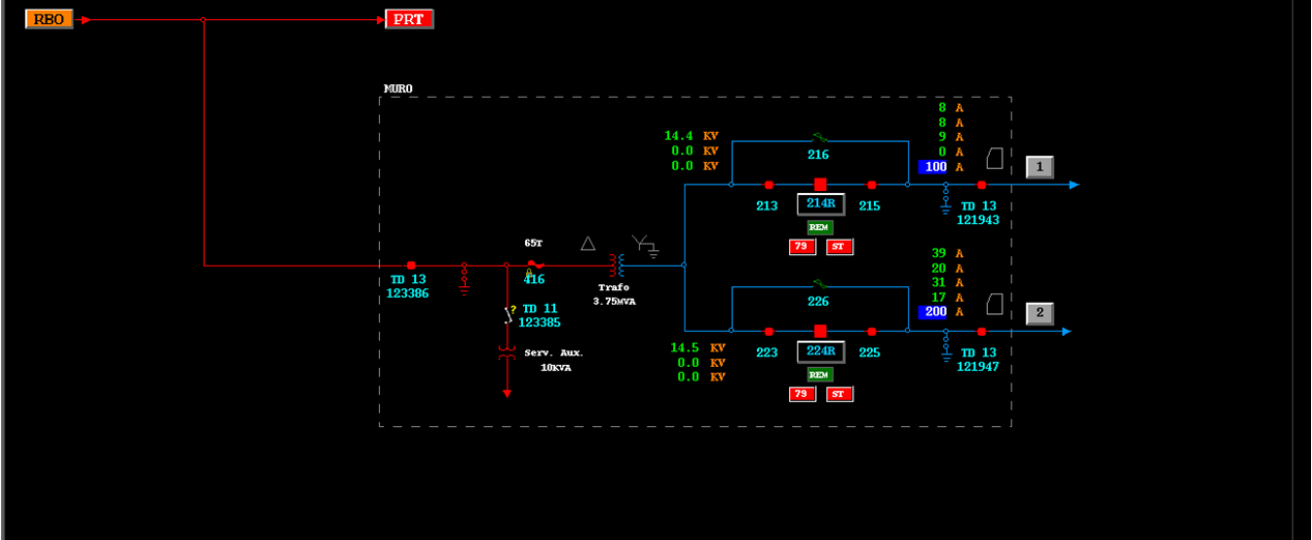 RBO
PRT
MURO
8 A
8 A
9 A
0 A
100 A
14.4 KV
0.0 KV
0.0 KV
216
1
213
214R
215
TD 13
121943
REM
79 ST
65T
416
TD 13
123386
Trafo
3.75MVA
? TD 11
123385
Serv. Aux.
10KVA
39 A
20 A
31 A
17 A
200 A
226
2
14.5 KV
0.0 KV
0.0 KV
223
224R
225
TD 13
121947
REM
79 ST